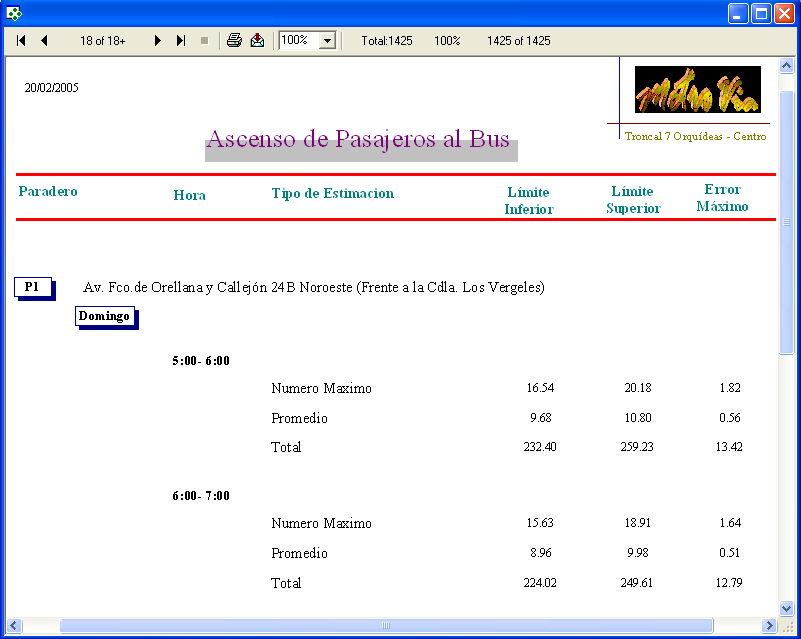 18 of 18+ 100% Total:1425 100% 1425 of 1425
20/02/2005
Troncal 7 Orquídeas - Centro
Ascenso de Pasajeros al Bus
Paradero Hora Tipo de Estimacion Límite Inferior Límite Superior Error Máximo
P1 Av. Fco.de Orellana y Callejón 24B Noroeste (Frente a la Cdla. Los Vergeles)
Domingo
5:00- 6:00
Numero Maximo 16.54 20.18 1.82
Promedio 9.68 10.80 0.56
Total 232.40 259.23 13.42
6:00- 7:00
Numero Maximo 15.63 18.91 1.64
Promedio 8.96 9.98 0.51
Total 224.02 249.61 12.79